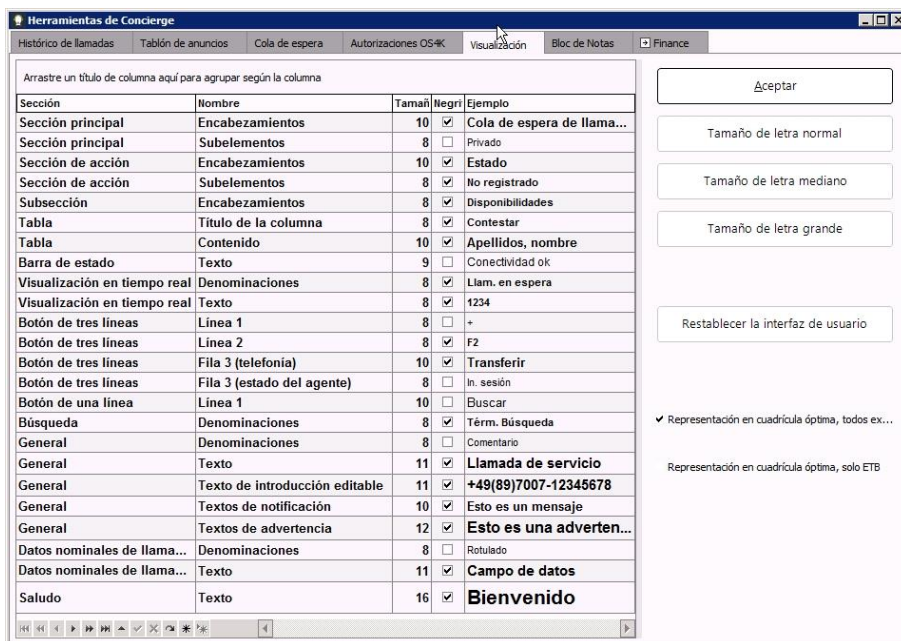 Herramientas de Concierge
Histórico de llamadas Tablón de anuncios Cola de espera Autorizaciones OS4K Visualización Bloc de Notas Finance
Arrastre un título de columna aquí para agrupar según la columna
Sección Nombre Tamañ Negri Ejemplo
Sección principal Encabezamientos 10 Cola de espera de llama...
Sección principal Subelementos 8 Privado
Sección de acción Encabezamientos 10 Estado
Sección de acción Subelementos 8 No registrado
Subsección Encabezamientos 8 Disponibilidades
Tabla Título de la columna 8 Contestar
Tabla Contenido 10 Apellidos, nombre
Barra de estado Texto 9 Conectividad ok
Visualización en tiempo real Denominaciones 8 Llam. en espera
Visualización en tiempo real Texto 8 1234
Botón de tres líneas Línea 1 8 +
Botón de tres líneas Línea 2 8 F2
Botón de tres líneas Fila 3 (telefonía) 10 Transferir
Botón de tres líneas Fila 3 (estado del agente) 8 In. sesión
Botón de una línea Línea 1 10 Buscar
Búsqueda Denominaciones 8 Térm. Búsqueda
General Denominaciones 8 Comentario
General Texto 11 Llamada de servicio
General Texto de introducción editable 11 +49(89)7007-12345678
General Textos de notificación 10 Esto es un mensaje
General Textos de advertencia 12 Esto es una adverten...
Datos nominales de llama... Denominaciones 8 Rotulado
Datos nominales de llama... Texto 11 Campo de datos
Saludo Texto 16 Bienvenido
Aceptar
Tamaño de letra normal
Tamaño de letra mediano
Tamaño de letra grande
Restablecer la interfaz de usuario
Representación en cuadrícula óptima, todos ex...
Representación en cuadrícula óptima, solo ETB